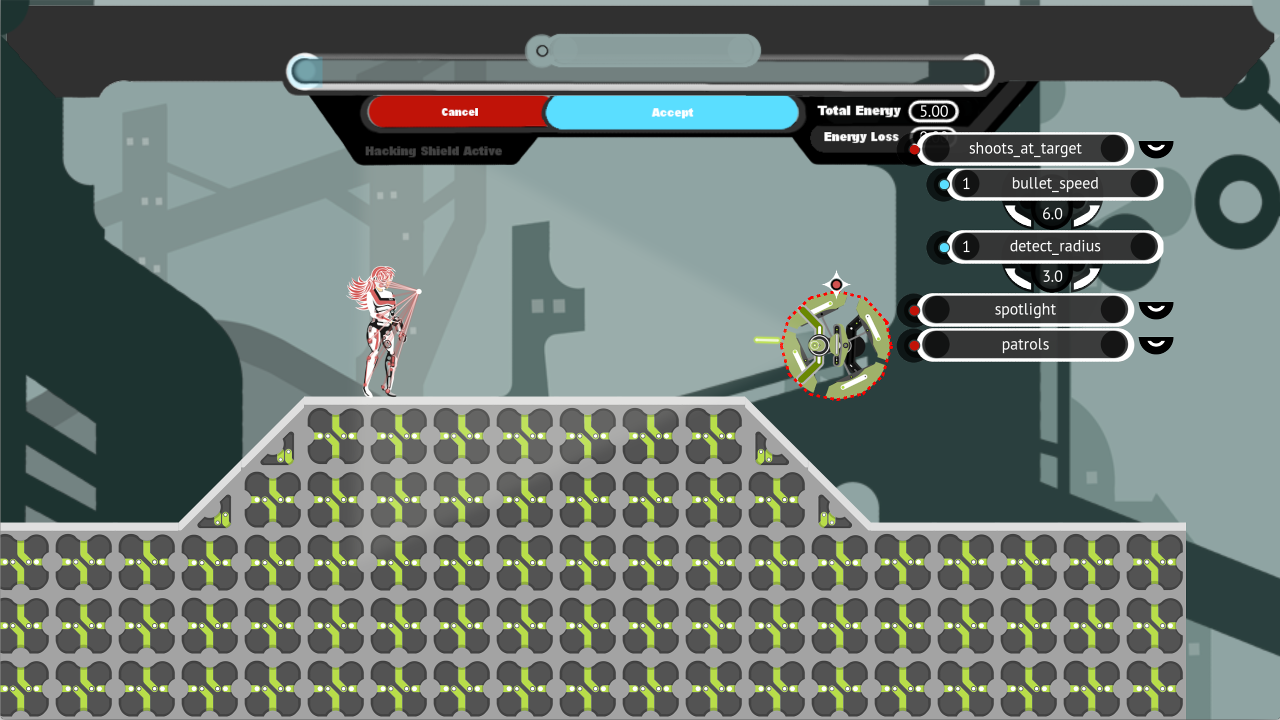 Cancel
Accept
Total Energy 5.00
Energy Loss
Hacking Shield Active
shoots_at_target
1 bullet_speed
6.0
1 detect_radius
3.0
spotlight
patrols